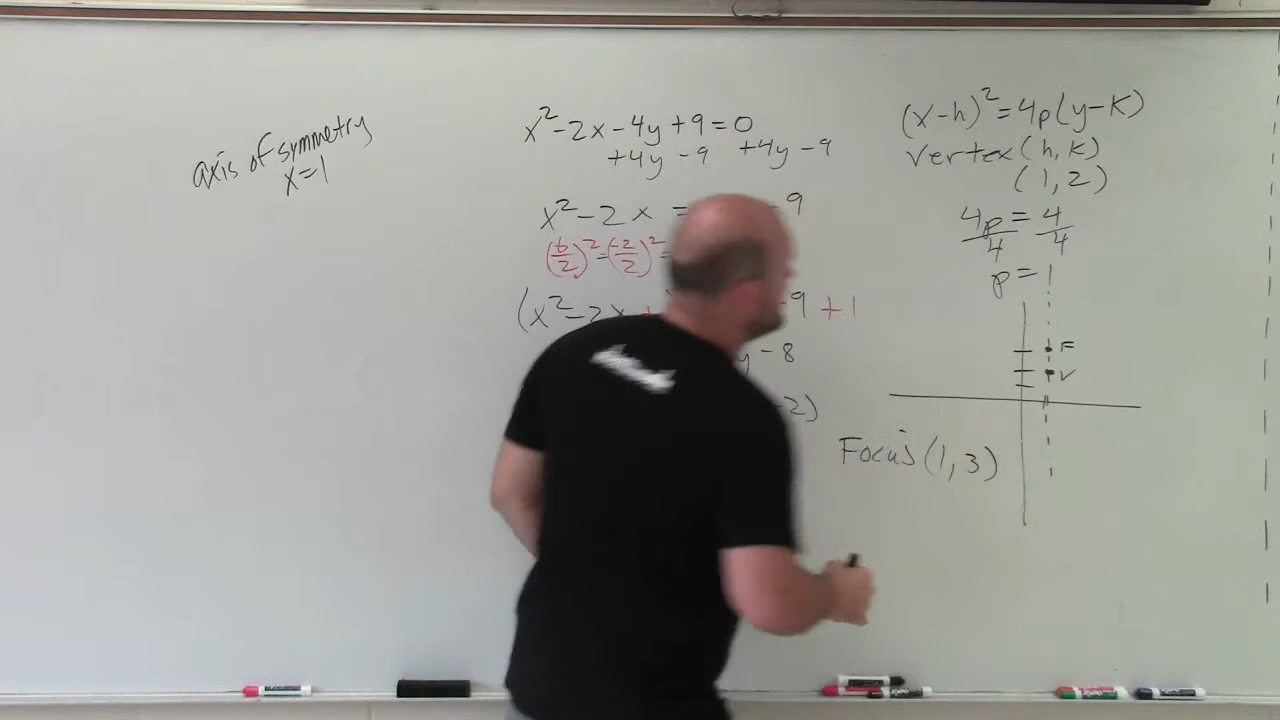 axis of symmetry
x=1
x²-2x-4y+9=0
+4y -9 +4y -9
x²-2x = -9
(b/2)²=(-2/2)²=
(x²-2x+ -9 +1
y-8
-2)
(x-h)²=4p(y-k)
vertex(h,k)
(1,2)
4p/4=4/4
p=1
F
V
Focus(1,3)